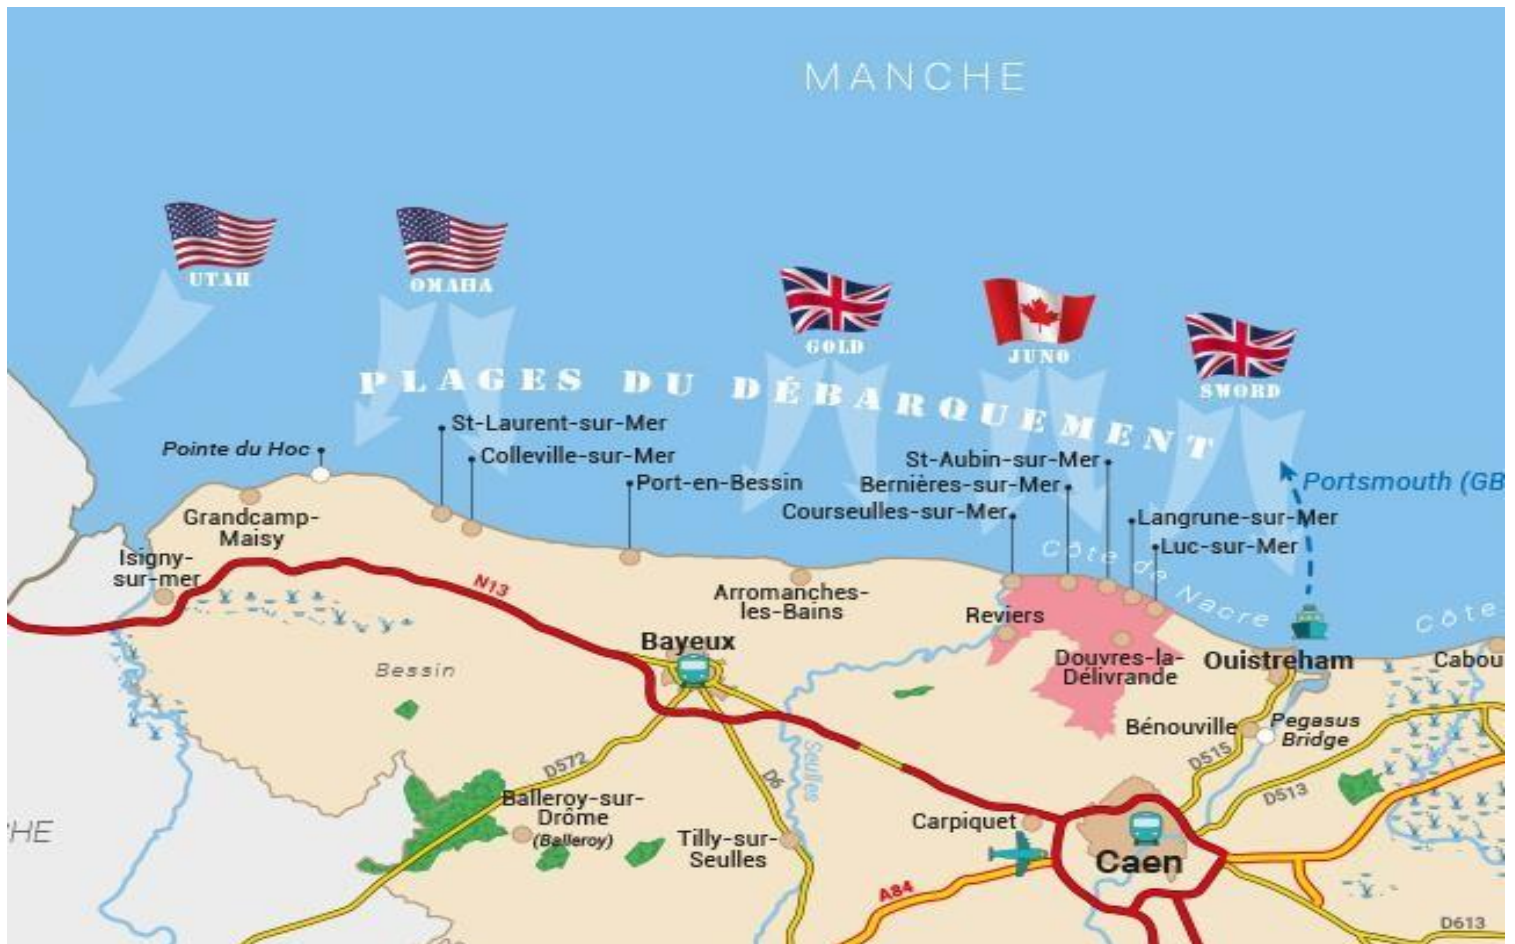 MANCHE
UTAH
OMAHA
GOLD
JUNO
SWORD
PLAGES DU DÉBARQUEMENT
Pointe du Hoc
St-Laurent-sur-Mer
Colleville-sur-Mer
Port-en-Bessin
St-Aubin-sur-Mer
Bernières-sur-Mer
Courseulles-sur-Mer
Langrune-sur-Mer
Luc-sur-Mer
Portsmouth (GB
Grandcamp-
Maisy
Isigny-
sur-mer
N13
Arromanches-
les-Bains
Côte de Nacre
Côte
Reviers
Bayeux
Bessin
Douvres-la-
Délivrande
Ouistreham
Cabou
Bénouville
Pegasus
Bridge
Seulles
D572
D6
D515
D513
Balleroy-sur-
Drôme
(Balleroy)
Tilly-sur-
Seulles
Carpiquet
Caen
A84
D613
CHE